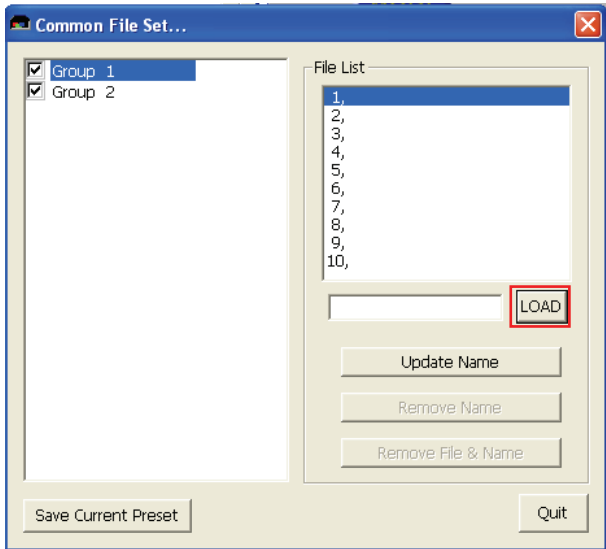 Common File Set...
Group 1
Group 2
File List
1,
2,
3,
4,
5,
6,
7,
8,
9,
10,
LOAD
Update Name
Remove Name
Remove File & Name
Save Current Preset
Quit